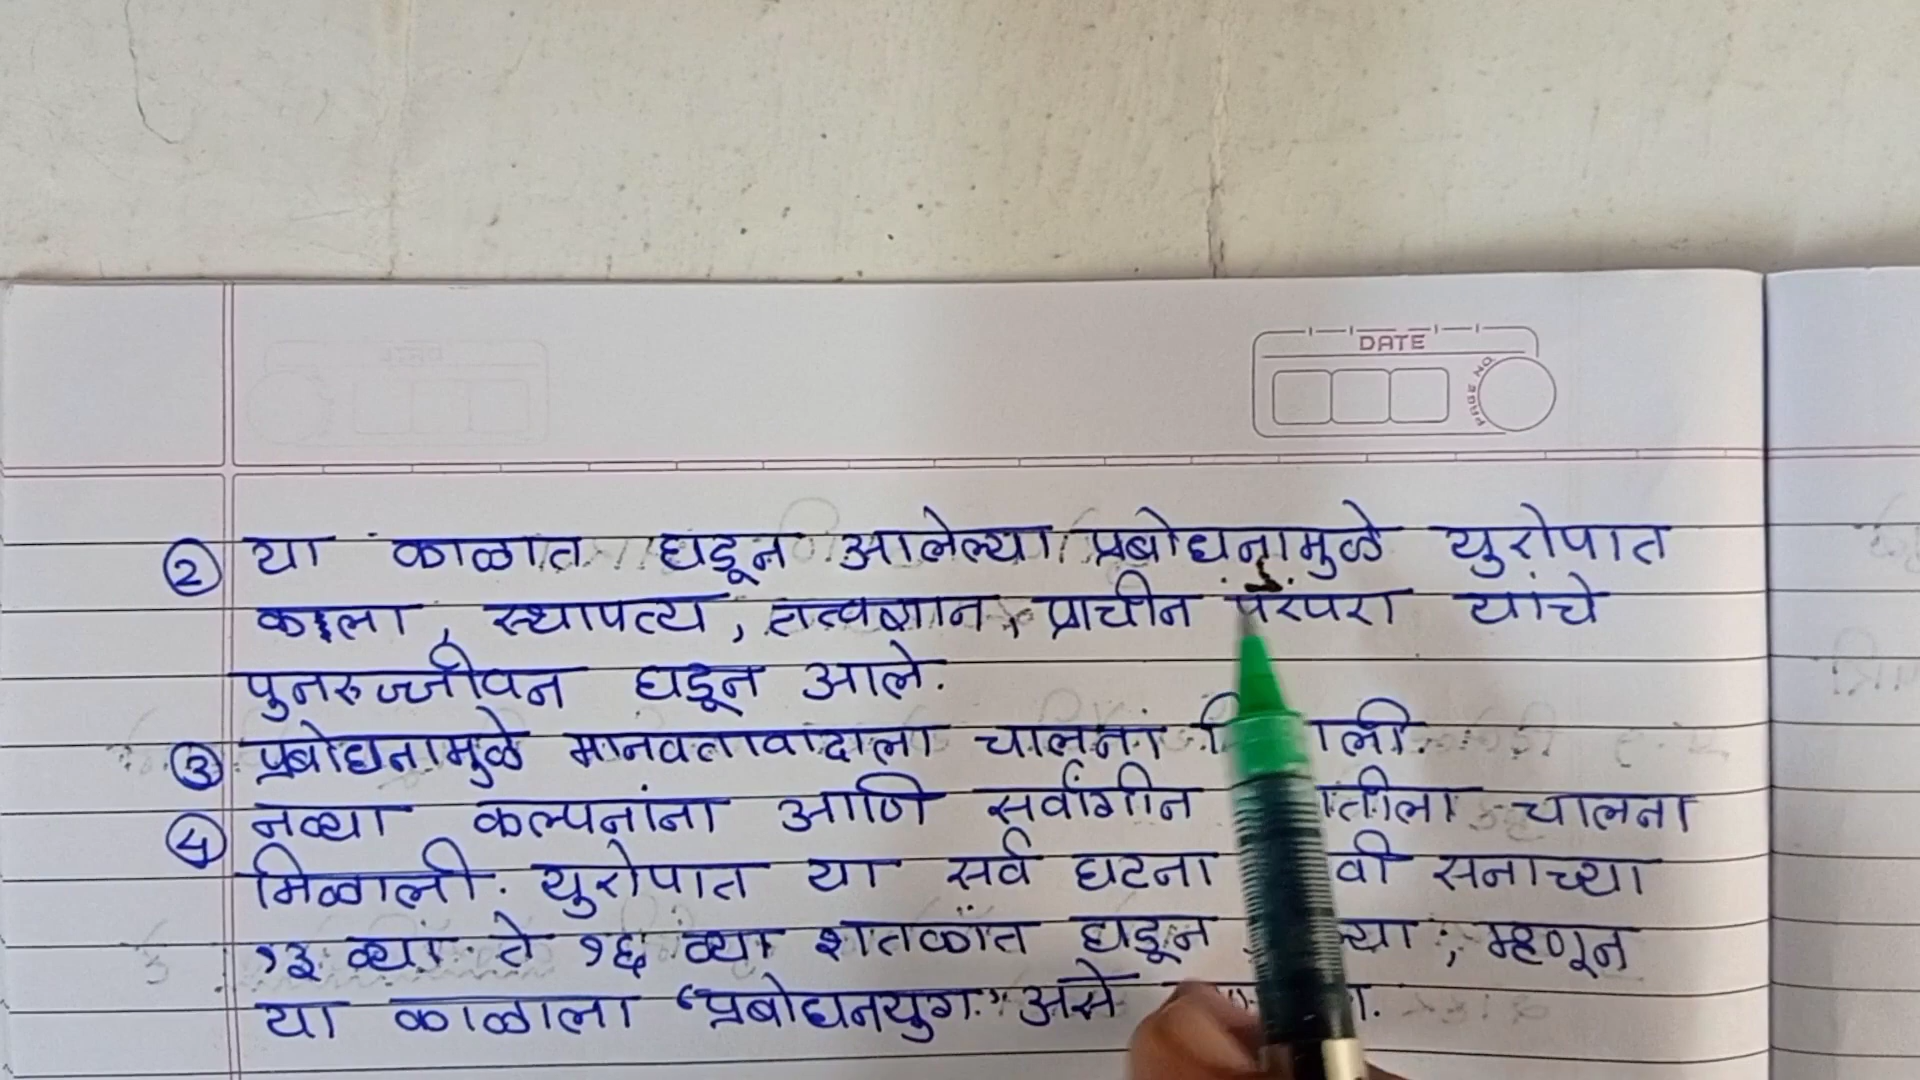 DATE
PAGE NO
② या काळात घडून आलेल्या प्रबोधनामुळे युरोपात
कला, स्थापत्य, तत्वज्ञान, प्राचीन परंपरा यांचे
पुनरुज्जीवन घडून आले.
③ प्रबोधनामुळे मानवतावादाला चालना
④ नव्या कल्पनांना आणि सर्वांगीन चालना
मिळाली. युरोपात या सर्व घटना सनाच्या
१३ व्या ते १६ व्या शतकांत घडून ; म्हणून
या काळाला "प्रबोधनयुग" असे